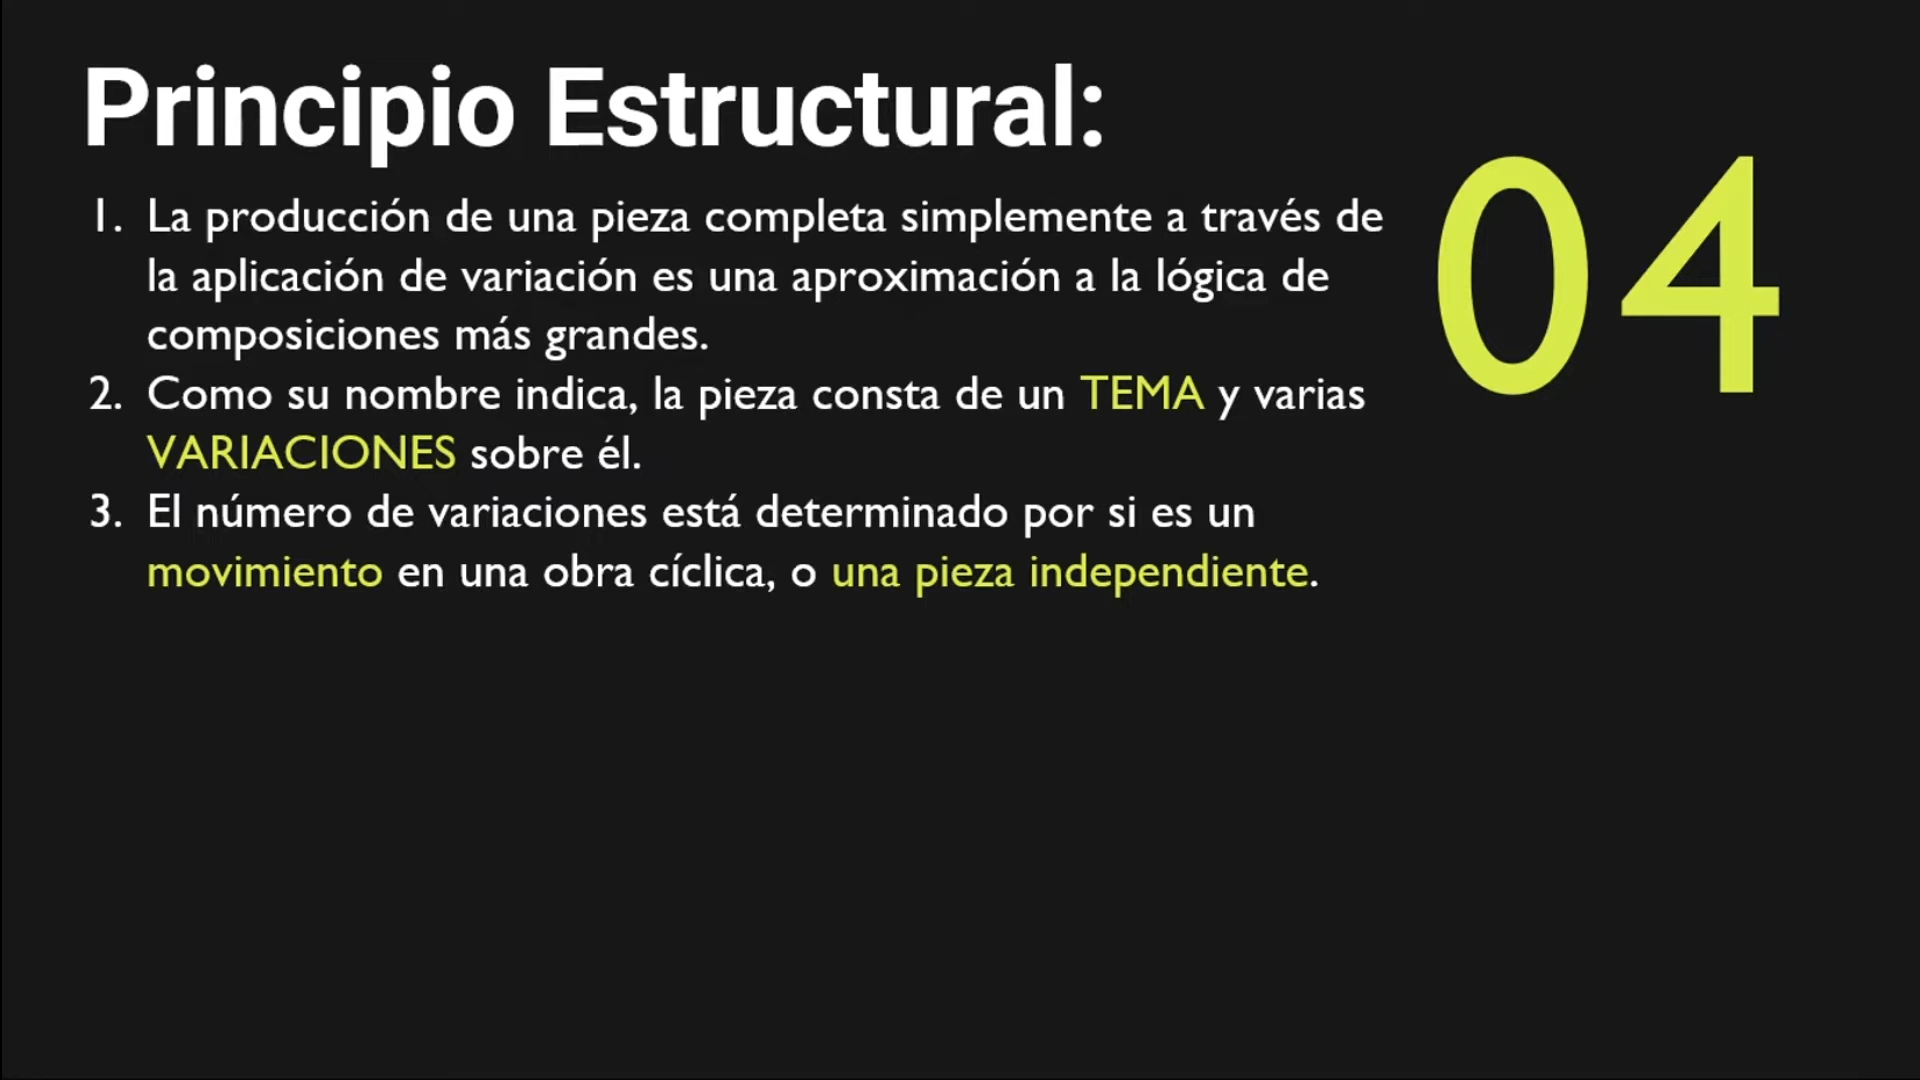 Principio Estructural:
04
1. La producción de una pieza completa simplemente a través de
la aplicación de variación es una aproximación a la lógica de
composiciones más grandes.
2. Como su nombre indica, la pieza consta de un TEMA y varias
VARIACIONES sobre él.
3. El número de variaciones está determinado por si es un
movimiento en una obra cíclica, o una pieza independiente.